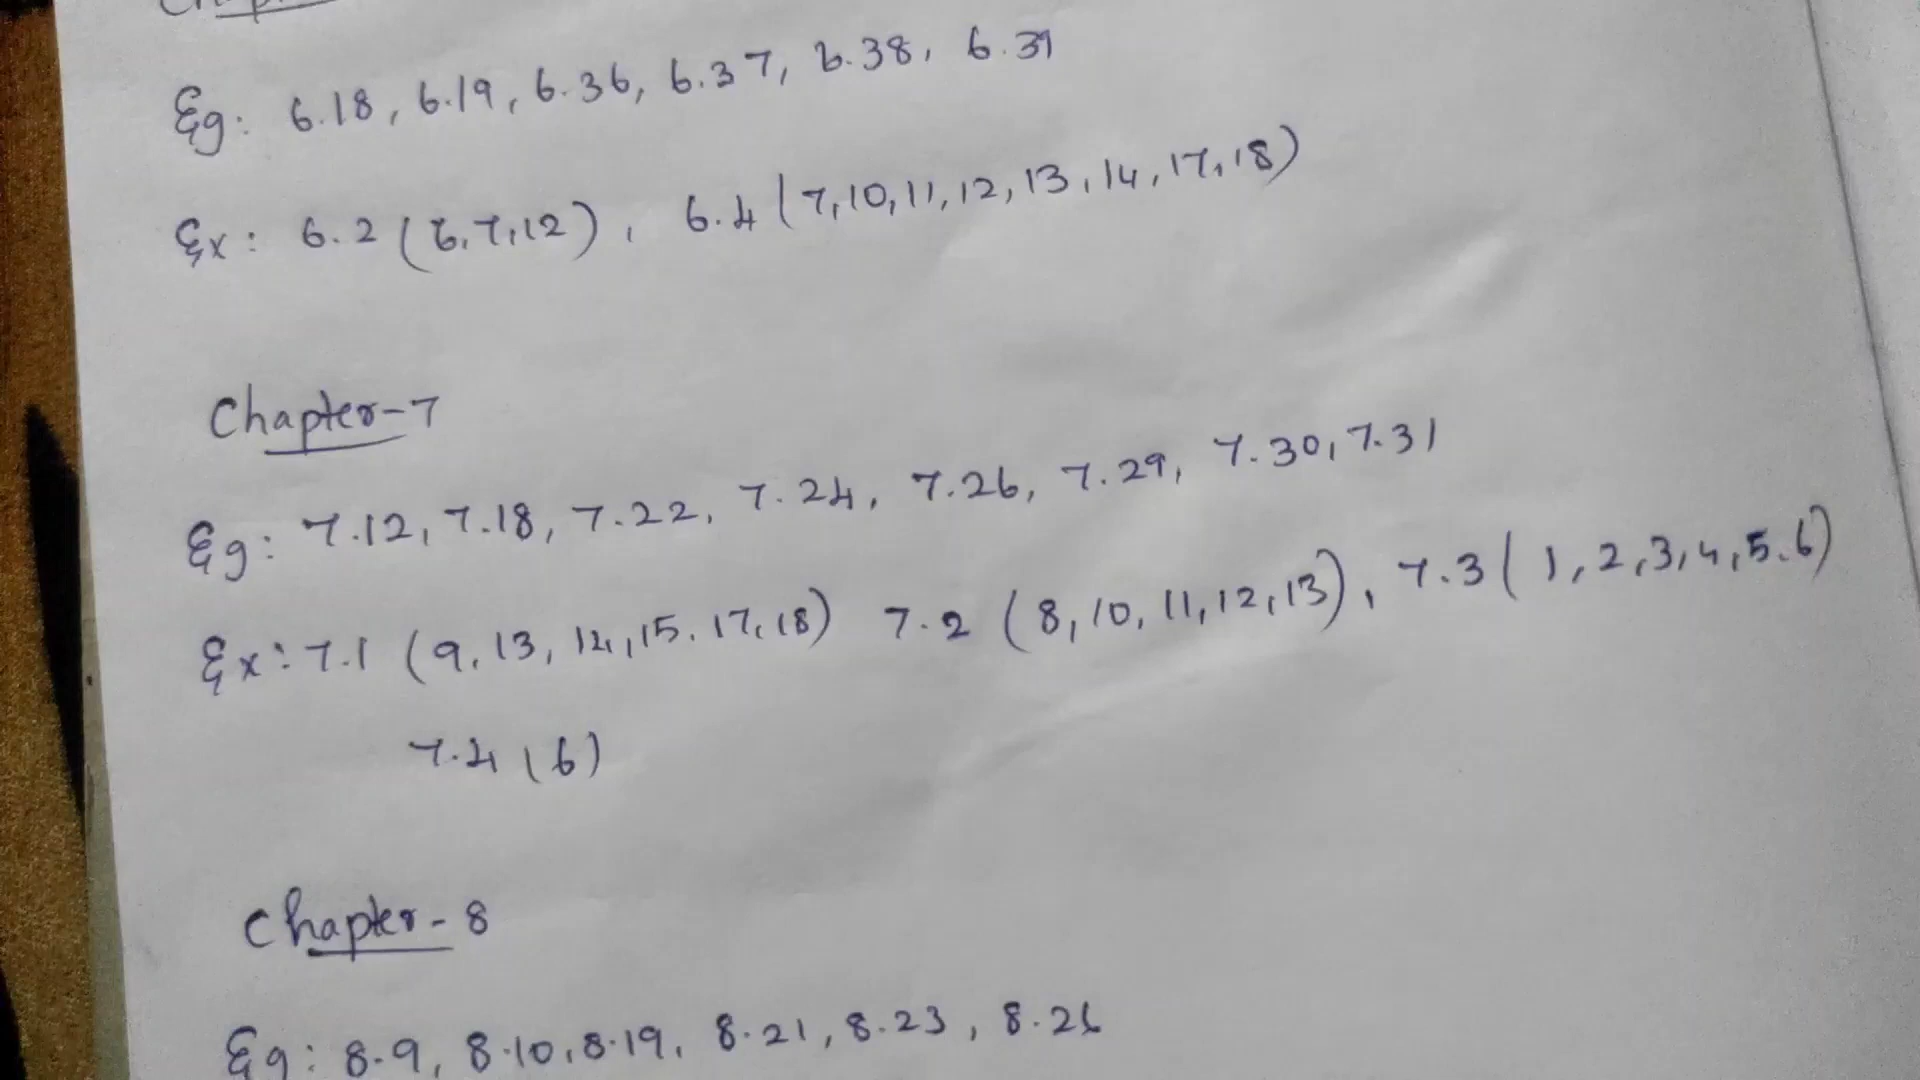 Eg: 6.18, 6.19, 6.36, 6.37, 6.38, 6.39
Ex: 6.2 (6,7,12), 6.4 (7,10,11,12,13,14,17,18)
Chapter-7
Eg: 7.12, 7.18, 7.22, 7.24, 7.26, 7.29, 7.30, 7.31
Ex: 7.1 (9,13,14,15.17,18) 7.2 (8,10,11,12,13), 7.3 (1,2,3,4,5.6)
7.4 (6)
Chapter-8
Eg: 8.9, 8.10, 8.19, 8.21, 8.23, 8.26